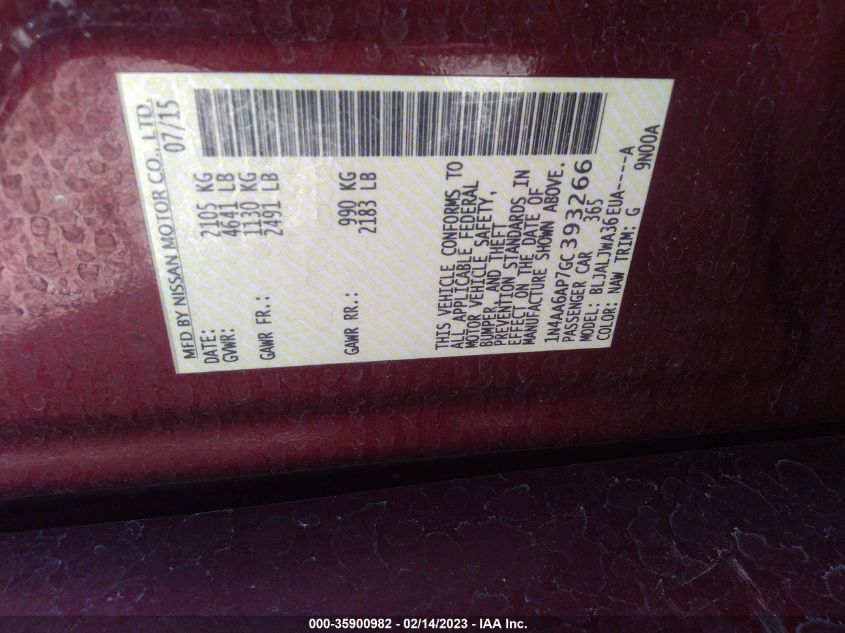 MFD BY NISSAN MOTOR CO., LTD.
DATE: 07/15
GVWR: 2105 KG
4641 LB
GAWR FR.: 1130 KG
2491 LB
GAWR RR.: 990 KG
2183 LB
THIS VEHICLE CONFORMS TO
ALL APPLICABLE FEDERAL
MOTOR VEHICLE SAFETY,
BUMPER, AND THEFT
PREVENTION STANDARDS IN
EFFECT ON THE DATE OF
MANUFACTURE SHOWN ABOVE.
1N4AA6AP7GC393266
PASSENGER CAR 365
MODEL: BLJALJWA36EUA-----A
COLOR: NAW TRIM: G 9N00A
000-35900982 - 02/14/2023 - IAA Inc.